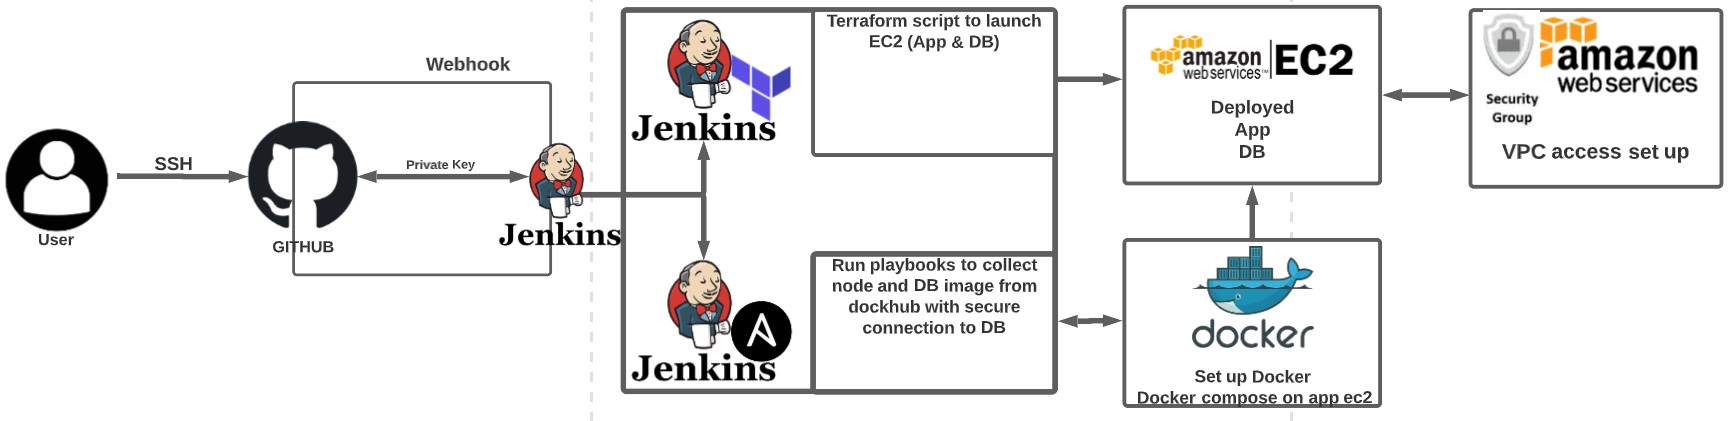 User
SSH
GITHUB
Webhook
Private Key
Jenkins
Jenkins
Terraform script to launch
EC2 (App & DB)
Jenkins
Run playbooks to collect
node and DB image from
dockhub with secure
connection to DB
amazon
web services™
EC2
Deployed
App
DB
docker
Set up Docker
Docker compose on app ec2
Security
Group
amazon
web services
VPC access set up